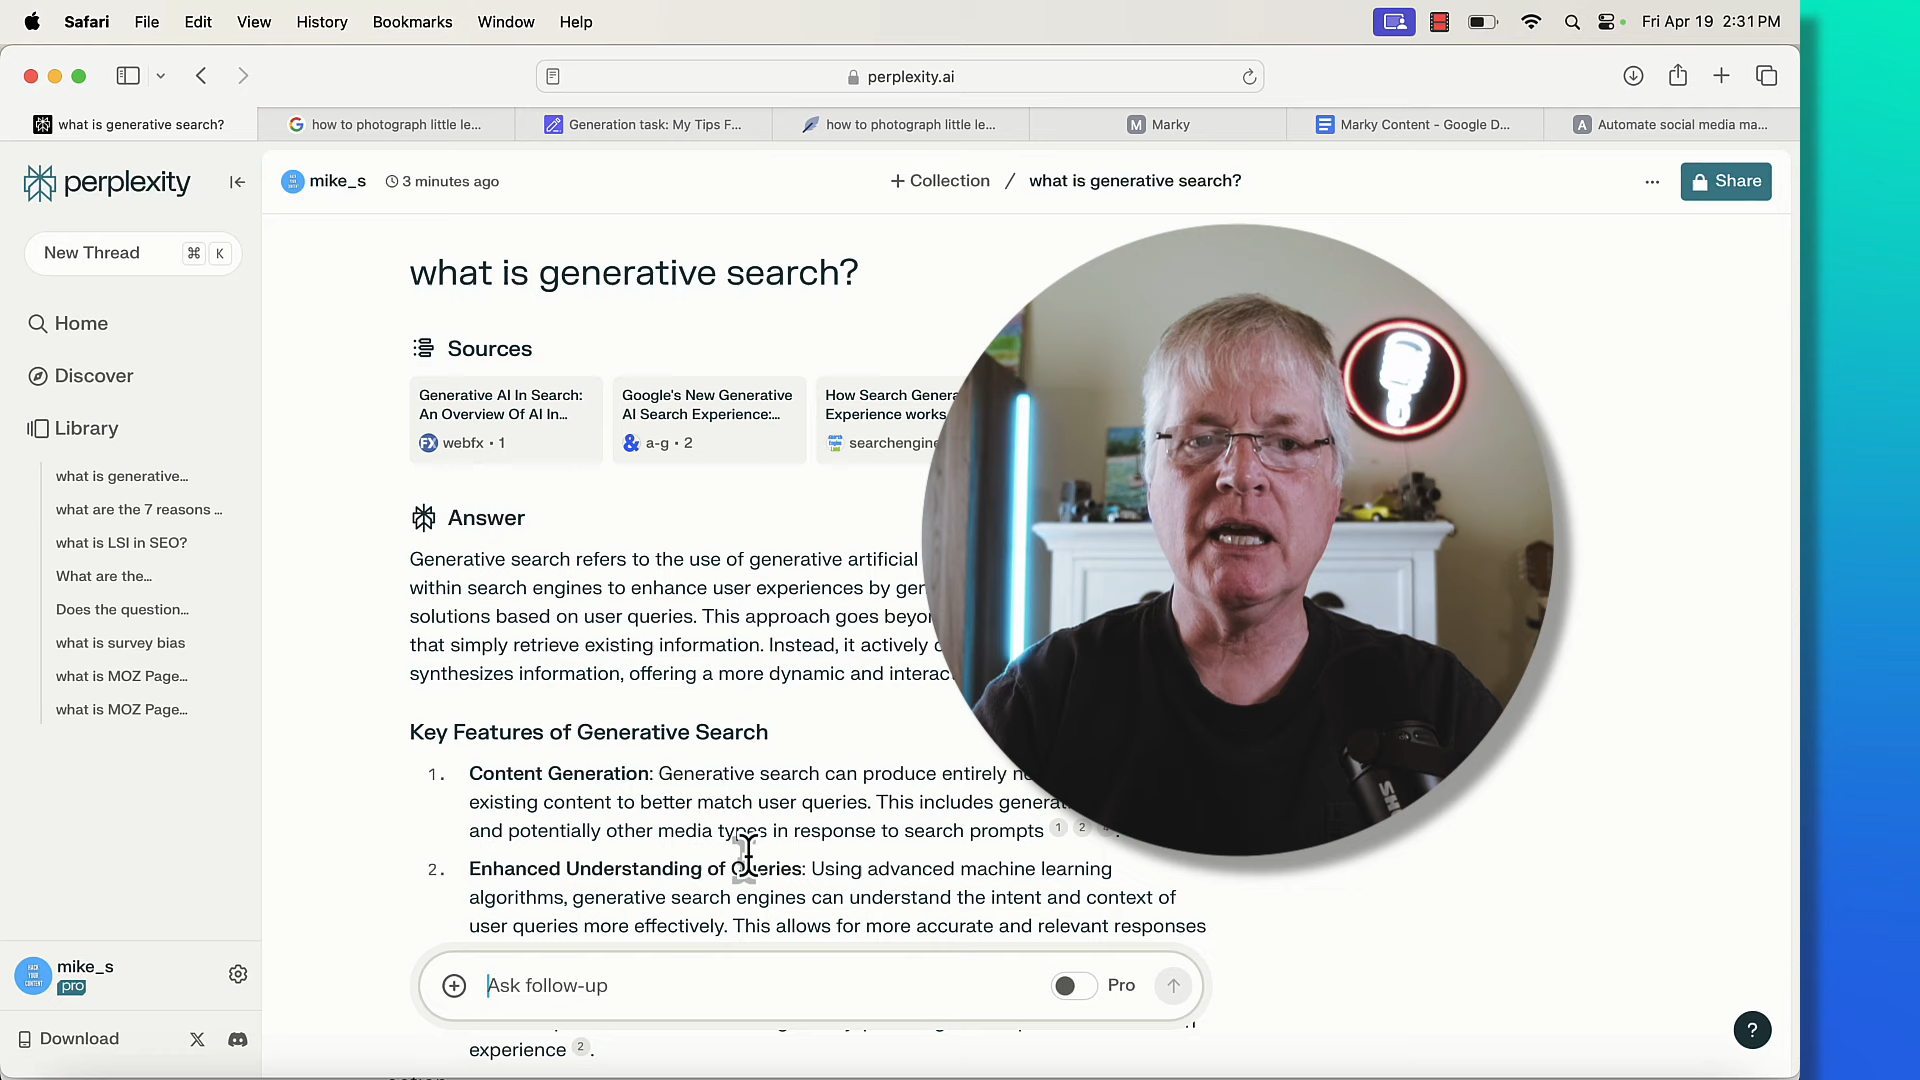 Safari File Edit View History Bookmarks Window Help Fri Apr 19 2:31 PM
perplexity.ai
what is generative search? how to photograph little le... Generation task: My Tips F... how to photograph little le... Marky Marky Content - Google D... Automate social media ma...
perplexity
mike_s 3 minutes ago + Collection / what is generative search? ... Share
New Thread ⌘ K
Home
Discover
Library
what is generative...
what are the 7 reasons ...
what is LSI in SEO?
What are the...
Does the question...
what is survey bias
what is MOZ Page...
what is MOZ Page...
mike_s
pro
Download
what is generative search?
Sources
Generative AI In Search:
An Overview Of AI In...
webfx • 1
Google's New Generative
AI Search Experience:...
a-g • 2
How Search Genera
Experience works
searchengine
Answer
Generative search refers to the use of generative artificial
within search engines to enhance user experiences by ger
solutions based on user queries. This approach goes beyor
that simply retrieve existing information. Instead, it actively
synthesizes information, offering a more dynamic and interac
Key Features of Generative Search
1. Content Generation: Generative search can produce entirely
existing content to better match user queries. This includes generat
and potentially other media types in response to search prompts 1 2
2. Enhanced Understanding of Queries: Using advanced machine learning
algorithms, generative search engines can understand the intent and context of
user queries more effectively. This allows for more accurate and relevant responses
Ask follow-up Pro
experience 2 .
?